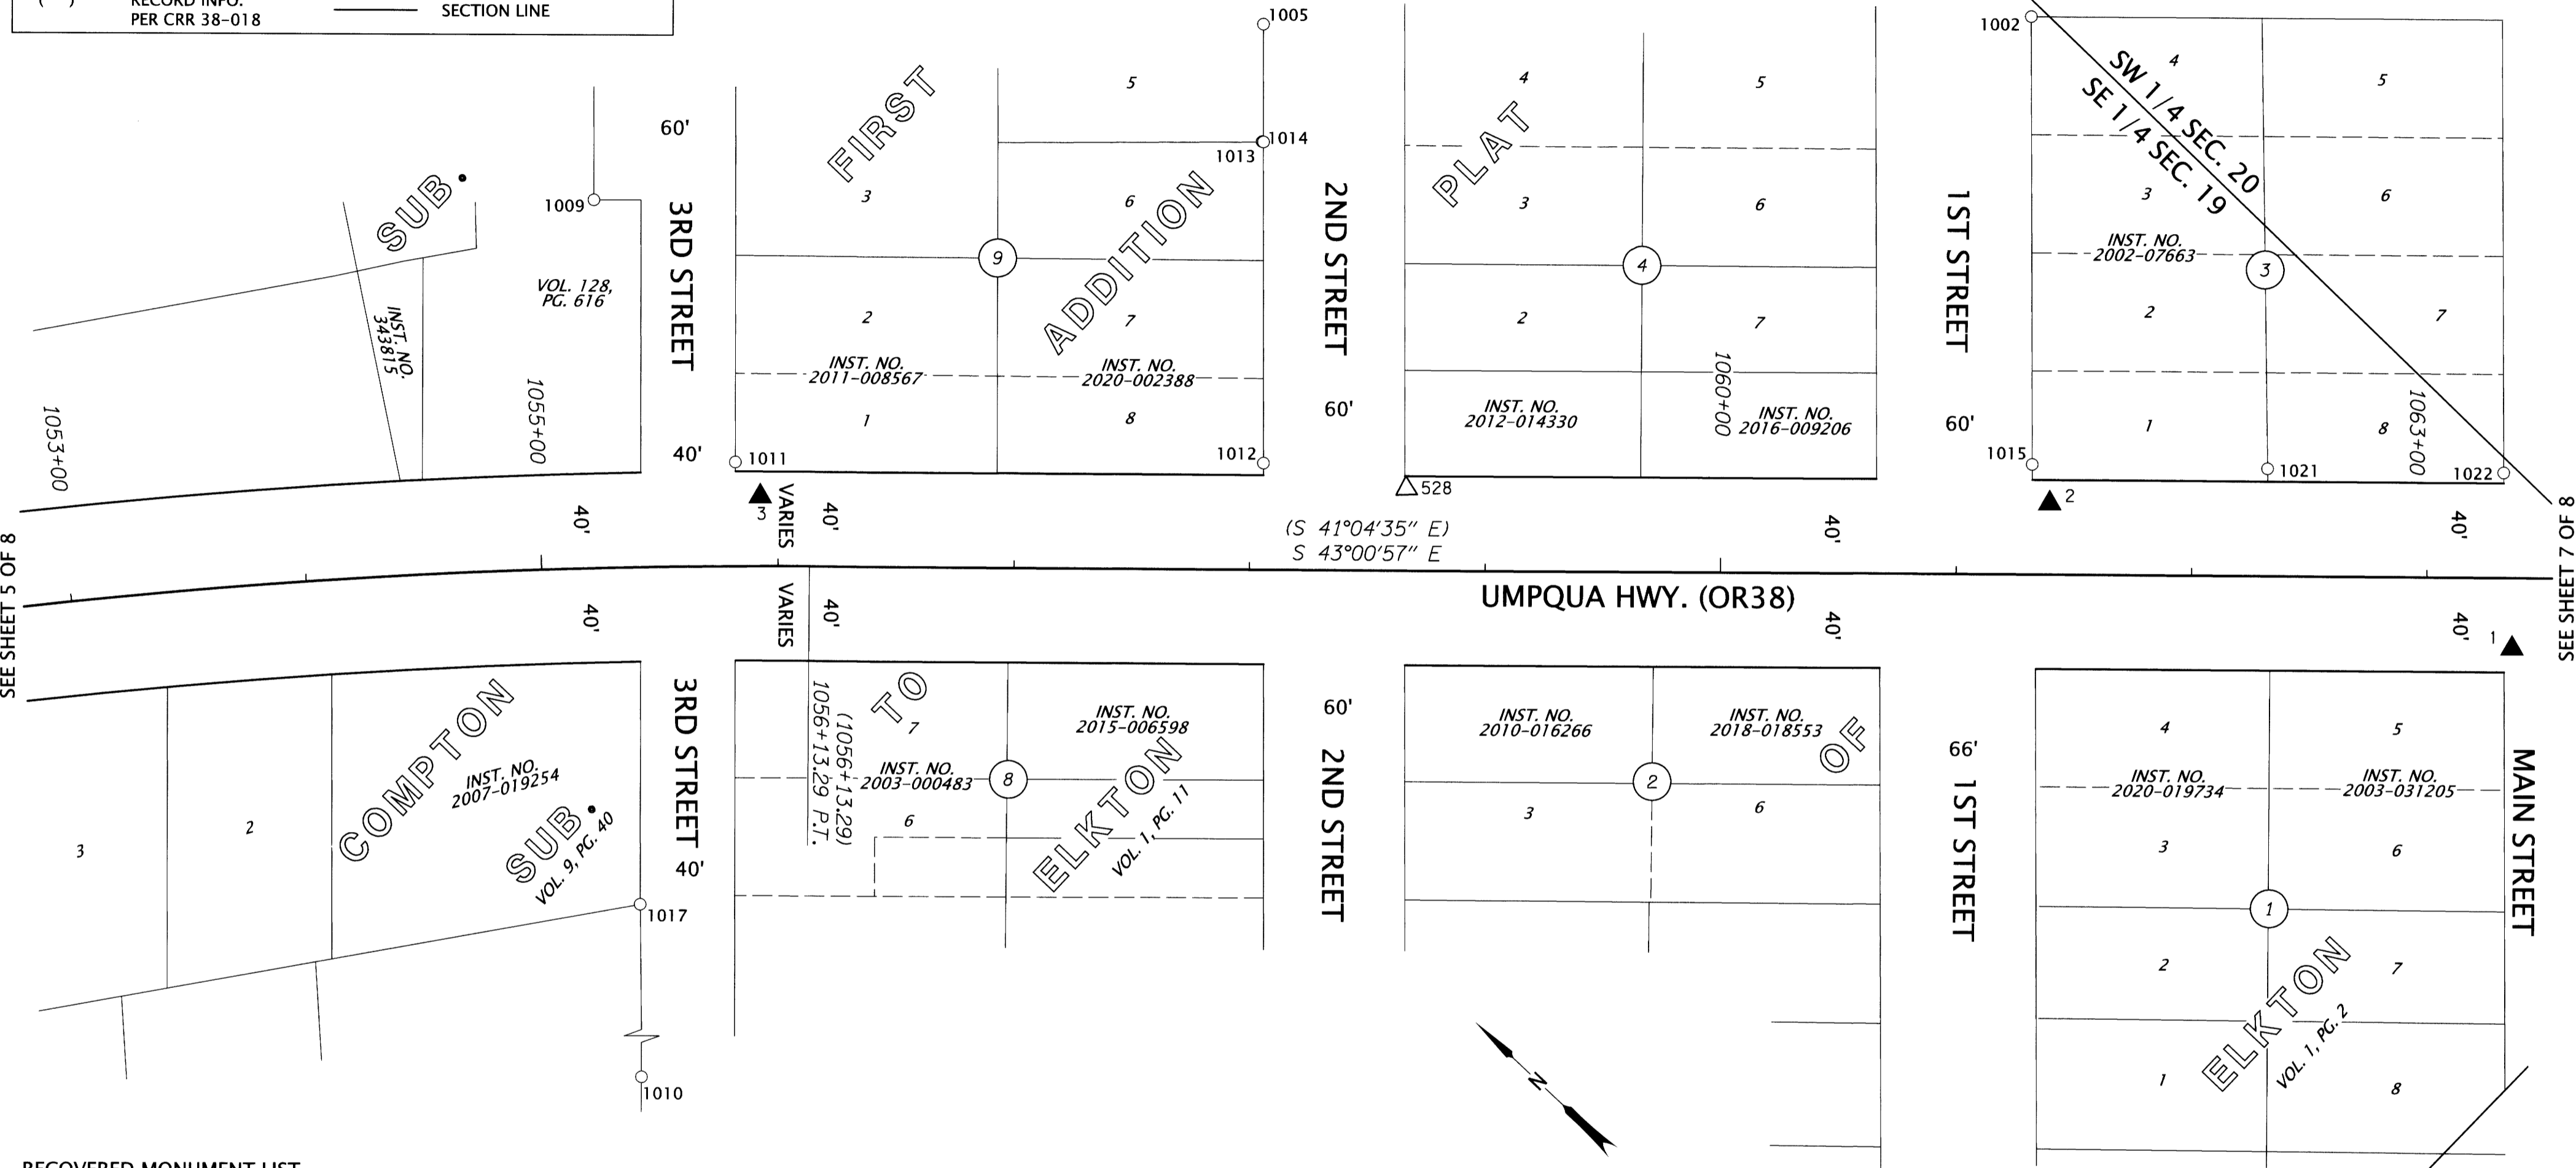 ( )
RECORD INFO.
PER CRR 38-018
SECTION LINE
SUB.
1009
VOL. 128,
PG. 616
INST. NO.
343815
1053+00
1055+00
60'
3RD STREET
40'
FIRST
ADDITION
1005
5
1014
1013
3
6
9
2
7
INST. NO.
2011-008567
INST. NO.
2020-002388
1
8
1011
1012
2ND STREET
60'
PLAT
4
5
3
6
4
2
7
1060+00
INST. NO.
2012-014330
INST. NO.
2016-009206
528
1ST STREET
60'
1002
4
5
SW 1/4 SEC. 20
SE 1/4 SEC. 19
3
6
INST. NO.
2002-07663
3
2
7
1
8
1063+00
1015
1021
1022
3
VARIES
40'
40'
(S 41°04'35" E)
S 43°00'57" E
40'
2
40'
SEE SHEET 5 OF 8
SEE SHEET 7 OF 8
UMPQUA HWY. (OR38)
40'
VARIES
40'
40'
40'
1
COMPTON
SUB.
VOL. 9, PG. 40
INST. NO.
2007-019254
3
2
1017
1010
3RD STREET
40'
(1056+13.29)
1056+13.29 P.T.
TO
7
INST. NO.
2015-006598
INST. NO.
2003-000483
8
6
ELKTON
VOL. 1, PG. 11
60'
2ND STREET
INST. NO.
2010-016266
INST. NO.
2018-018553
OF
2
3
6
66'
1ST STREET
4
5
INST. NO.
2020-019734
INST. NO.
2003-031205
3
6
1
2
7
ELKTON
VOL. 1, PG. 2
1
8
MAIN STREET
N
RECOVERED MONUMENT LIST